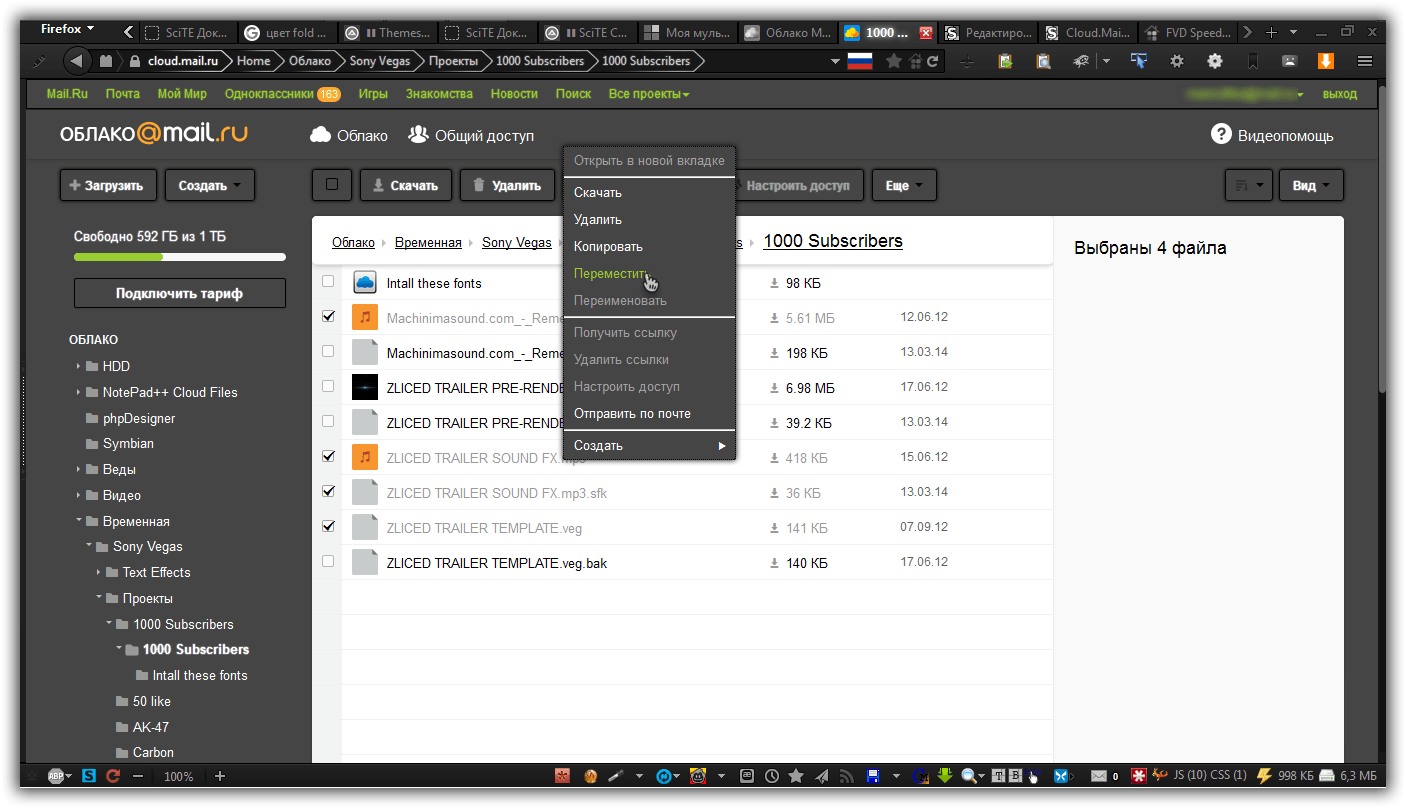 Firefox
SciTE Док...
цвет fold ...
Themes...
SciTE Док...
SciTE C...
Моя муль...
Облако М...
1000 ...
Редактиро...
Cloud.Mai...
FVD Speed...
cloud.mail.ru Home Облако Sony Vegas Проекты 1000 Subscribers 1000 Subscribers
Mail.Ru Почта Мой Мир Одноклассники 163 Игры Знакомства Новости Поиск Все проекты выход
ОБЛАКО@mail.ru Облако Общий доступ ? Видеопомощь
+ Загрузить Создать Скачать Удалить Настроить доступ Еще Вид
Свободно 592 ГБ из 1 ТБ
Подключить тариф
ОБЛАКО
HDD
NotePad++ Cloud Files
phpDesigner
Symbian
Веды
Видео
Временная
Sony Vegas
Text Effects
Проекты
1000 Subscribers
1000 Subscribers
Intall these fonts
50 like
AK-47
Carbon
Облако Временная Sony Vegas s 1000 Subscribers
Intall these fonts 98 КБ
Machinimasound.com_-_Reme 5.61 МБ 12.06.12
Machinimasound.com_-_Reme 198 КБ 13.03.14
ZLICED TRAILER PRE-RENDE 6.98 МБ 17.06.12
ZLICED TRAILER PRE-RENDE 39.2 КБ 13.03.14
ZLICED TRAILER SOUND FX.mp3 418 КБ 15.06.12
ZLICED TRAILER SOUND FX.mp3.sfk 36 КБ 13.03.14
ZLICED TRAILER TEMPLATE.veg 141 КБ 07.09.12
ZLICED TRAILER TEMPLATE.veg.bak 140 КБ 17.06.12
Открыть в новой вкладке
Скачать
Удалить
Копировать
Переместить
Переименовать
Получить ссылку
Удалить ссылки
Настроить доступ
Отправить по почте
Создать
Выбраны 4 файла
ABP S 100% T B 0 JS (10) CSS (1) 998 КБ 6,3 МБ